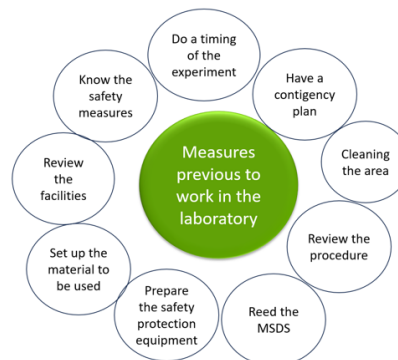 Do a timing
of the
experiment
Have a
contigency
plan
Cleaning
the area
Review the
procedure
Reed the
MSDS
Prepare
the safety
protection
equipment
Set up the
material to
be used
Review
the
facilities
Know the
safety
measures
Measures
previous to
work in the
laboratory